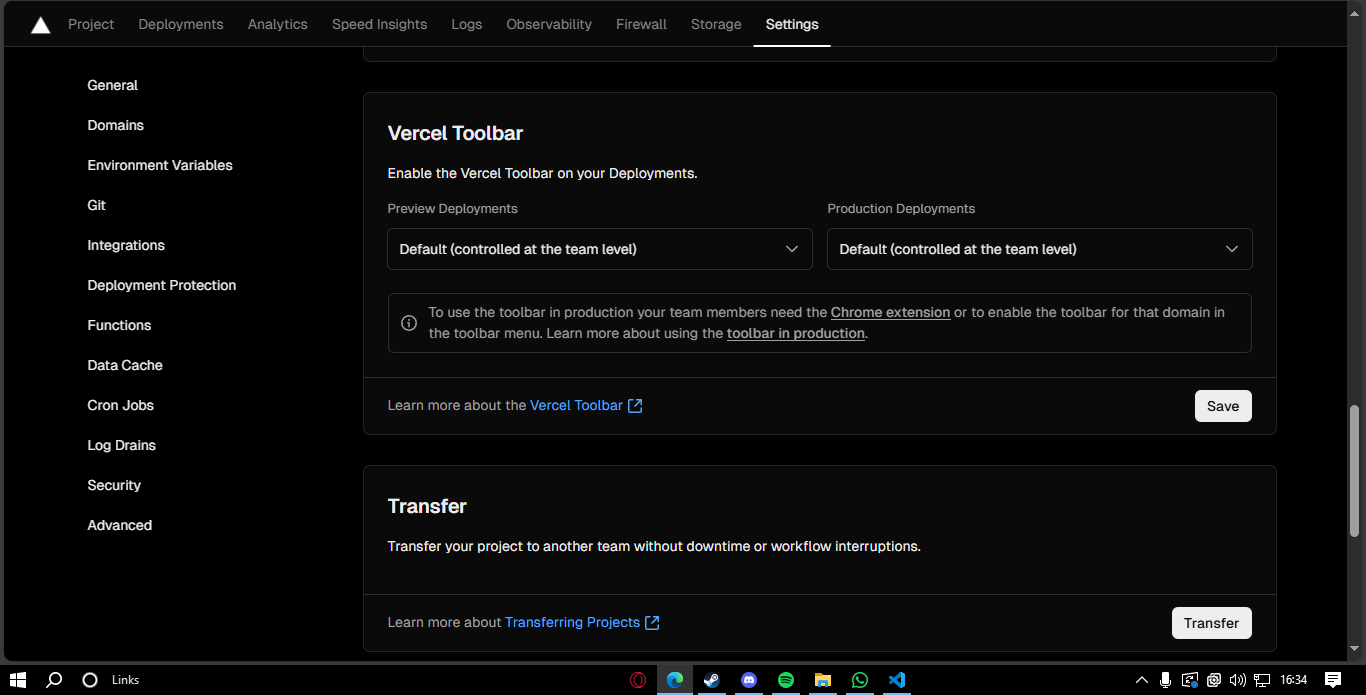 Project Deployments Analytics Speed Insights Logs Observability Firewall Storage Settings
General
Domains
Environment Variables
Git
Integrations
Deployment Protection
Functions
Data Cache
Cron Jobs
Log Drains
Security
Advanced
Vercel Toolbar
Enable the Vercel Toolbar on your Deployments.
Preview Deployments
Default (controlled at the team level)
Production Deployments
Default (controlled at the team level)
To use the toolbar in production your team members need the Chrome extension or to enable the toolbar for that domain in
the toolbar menu. Learn more about using the toolbar in production.
Learn more about the Vercel Toolbar
Save
Transfer
Transfer your project to another team without downtime or workflow interruptions.
Learn more about Transferring Projects
Transfer
Links
16:34